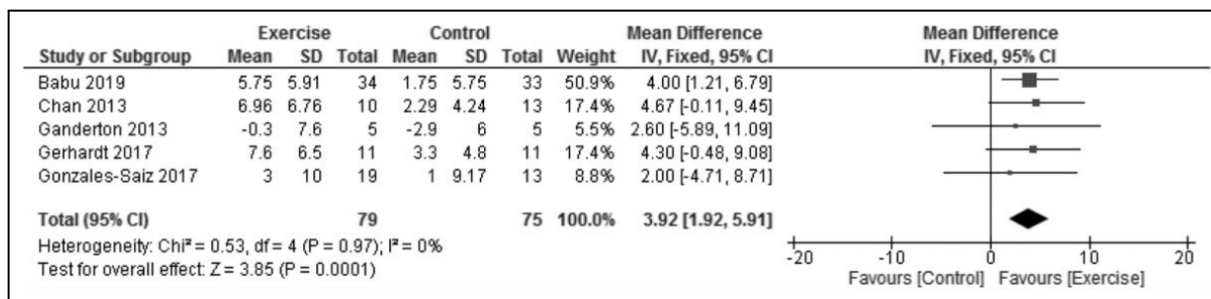 Exercise Control Mean Difference Mean Difference
Study or Subgroup Mean SD Total Mean SD Total Weight IV, Fixed, 95% CI IV, Fixed, 95% CI
Babu 2019 5.75 5.91 34 1.75 5.75 33 50.9% 4.00 [1.21, 6.79]
Chan 2013 6.96 6.76 10 2.29 4.24 13 17.4% 4.67 [-0.11, 9.45]
Ganderton 2013 -0.3 7.6 5 -2.9 6 5 5.5% 2.60 [-5.89, 11.09]
Gerhardt 2017 7.6 6.5 11 3.3 4.8 11 17.4% 4.30 [-0.48, 9.08]
Gonzales-Saiz 2017 3 10 19 1 9.17 13 8.8% 2.00 [-4.71, 8.71]
Total (95% CI) 79 75 100.0% 3.92 [1.92, 5.91]
Heterogeneity: Chi² = 0.53, df = 4 (P = 0.97); I² = 0%
Test for overall effect: Z = 3.85 (P = 0.0001)
-20 -10 0 10 20
Favours [Control] Favours [Exercise]